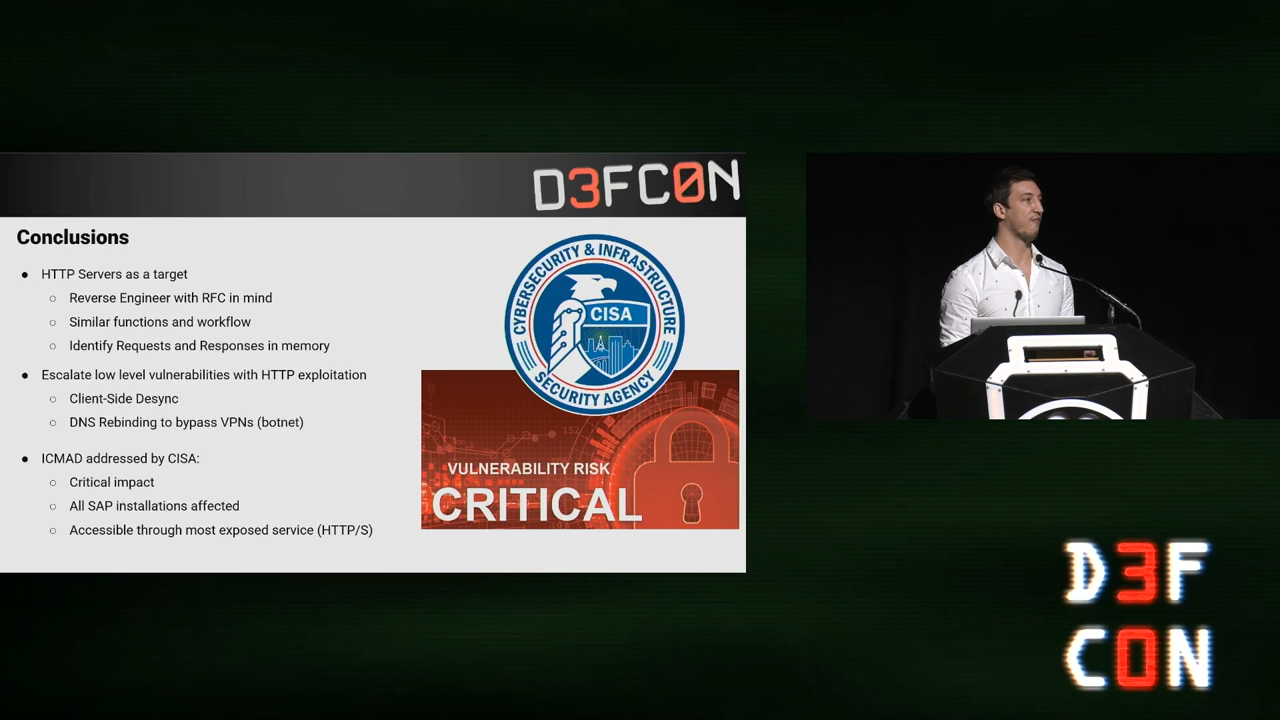 D3FC0N
Conclusions
● HTTP Servers as a target
○ Reverse Engineer with RFC in mind
○ Similar functions and workflow
○ Identify Requests and Responses in memory
● Escalate low level vulnerabilities with HTTP exploitation
○ Client-Side Desync
○ DNS Rebinding to bypass VPNs (botnet)
● ICMAD addressed by CISA:
○ Critical impact
○ All SAP installations affected
○ Accessible through most exposed service (HTTP/S)
CYBERSECURITY & INFRASTRUCTURE
CISA
SECURITY AGENCY
152
VULNERABILITY RISK
CRITICAL
D3F
C0N